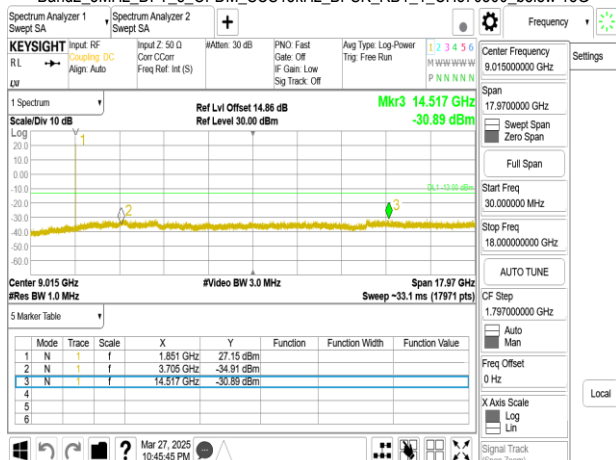 Spectrum Analyzer 1
Swept SA
Spectrum Analyzer 2
Swept SA
+
Frequency
Settings
KEYSIGHT
RL
Input: RF
Coupling: DC
Align: Auto
Input Z: 50 Ω
Corr CCorr
Freq Ref: Int (S)
#Atten: 30 dB
PNO: Fast
Gate: Off
IF Gain: Low
Sig Track: Off
Avg Type: Log-Power
Trig: Free Run
1 2 3 4 5 6
M W W W W W
P N N N N N
Center Frequency
9.015000000 GHz
Span
17.9700000 GHz
Swept Span
Zero Span
Full Span
Start Freq
30.000000 MHz
Stop Freq
18.000000000 GHz
AUTO TUNE
CF Step
1.797000000 GHz
Auto
Man
Freq Offset
0 Hz
X Axis Scale
Log
Lin
Signal Track
Local
1 Spectrum
Scale/Div 10 dB
Log
Ref Lvl Offset 14.86 dB
Ref Level 30.00 dBm
Mkr3 14.517 GHz
-30.89 dBm
20.0
10.0
0.00
-10.0
-20.0
-30.0
-40.0
-50.0
-60.0
1
2
3
DL1 -13.00 dBm
Center 9.015 GHz
#Res BW 1.0 MHz
#Video BW 3.0 MHz
Span 17.97 GHz
Sweep ~33.1 ms (17971 pts)
5 Marker Table
Mode Trace Scale X Y Function Function Width Function Value
1 N 1 f 1.851 GHz 27.15 dBm
2 N 1 f 3.705 GHz -34.91 dBm
3 N 1 f 14.517 GHz -30.89 dBm
4
5
6
?
Mar 27, 2025
10:45:45 PM